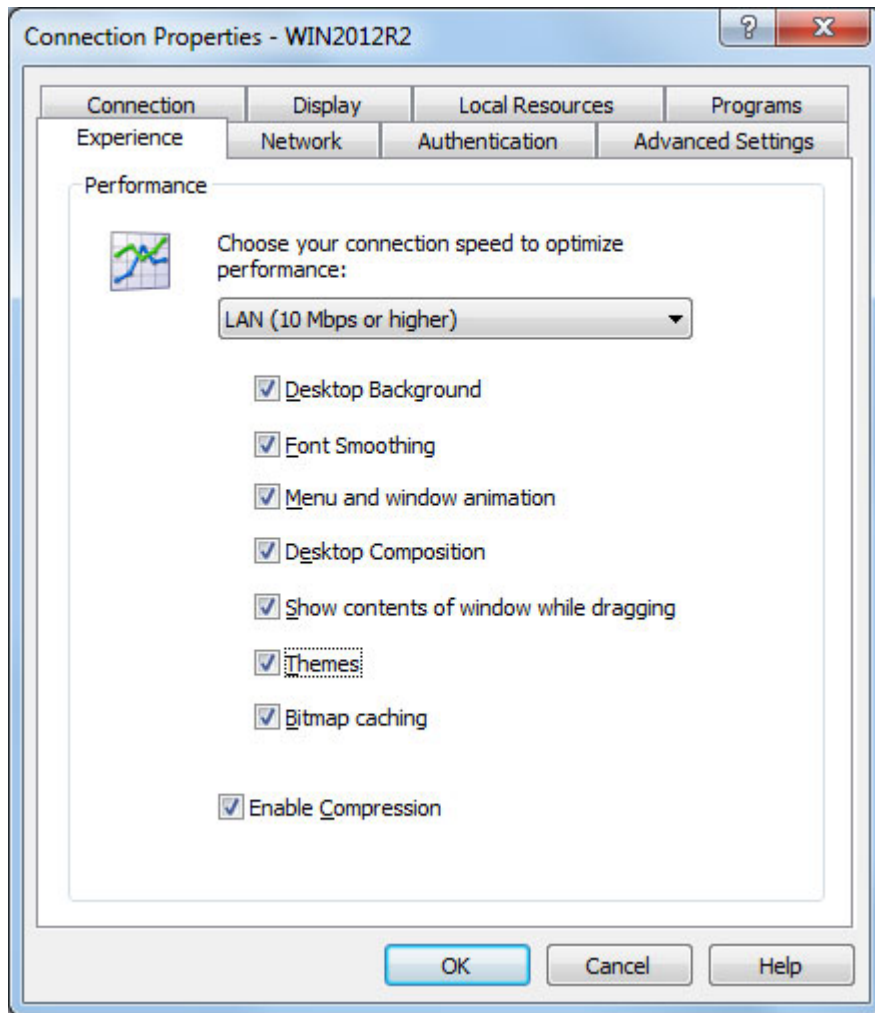 Connection Properties - WIN2012R2
Connection Display Local Resources Programs
Experience Network Authentication Advanced Settings
Performance
Choose your connection speed to optimize
performance:
LAN (10 Mbps or higher)
Desktop Background
Font Smoothing
Menu and window animation
Desktop Composition
Show contents of window while dragging
Themes
Bitmap caching
Enable Compression
OK Cancel Help